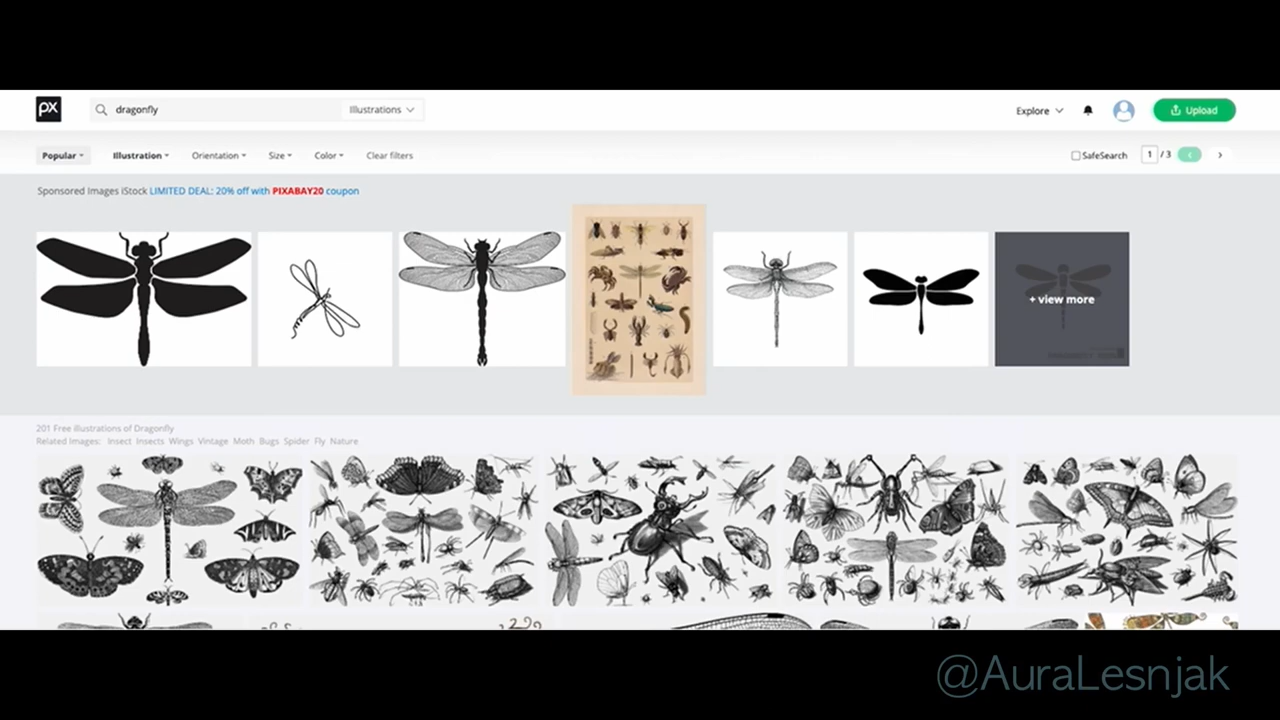 px dragonfly Illustrations Explore Upload
Popular Illustration Orientation Size Color Clear filters SafeSearch 1 / 3
Sponsored Images iStock LIMITED DEAL: 20% off with PIXABAY20 coupon
+ view more
201 Free illustrations of Dragonfly
Related Images: Insect Insects Wings Vintage Moth Bugs Spider Fly Nature
@AuraLesnjak